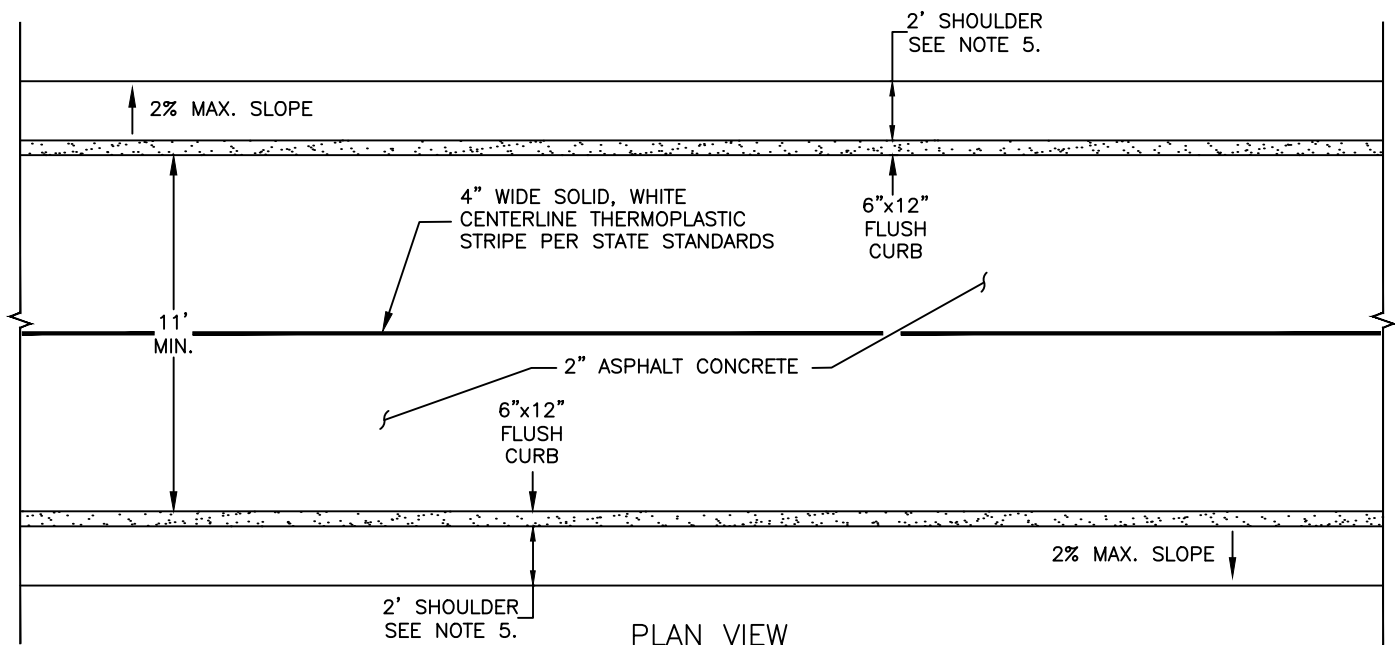 2' SHOULDER
SEE NOTE 5.
2% MAX. SLOPE
4" WIDE SOLID, WHITE
CENTERLINE THERMOPLASTIC
STRIPE PER STATE STANDARDS
6"x12"
FLUSH
CURB
11'
MIN.
2" ASPHALT CONCRETE
6"x12"
FLUSH
CURB
2% MAX. SLOPE
2' SHOULDER
SEE NOTE 5.
PLAN VIEW